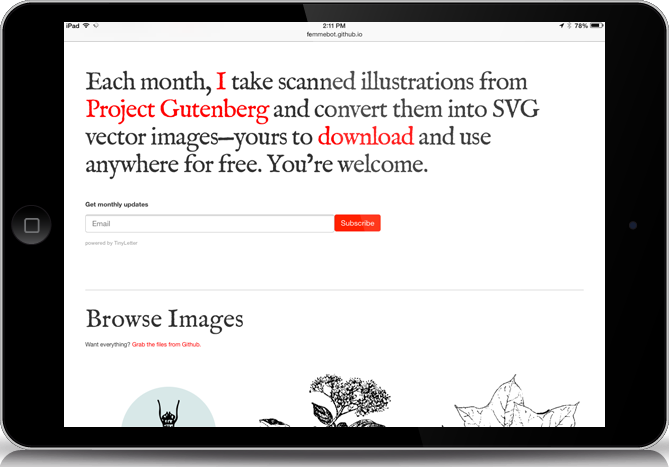 iPad 2:11 PM 78%
femmebot.github.io
Each month, I take scanned illustrations from
Project Gutenberg and convert them into SVG
vector images—yours to download and use
anywhere for free. You're welcome.
Get monthly updates
Email Subscribe
powered by TinyLetter
Browse Images
Want everything? Grab the files from Github.